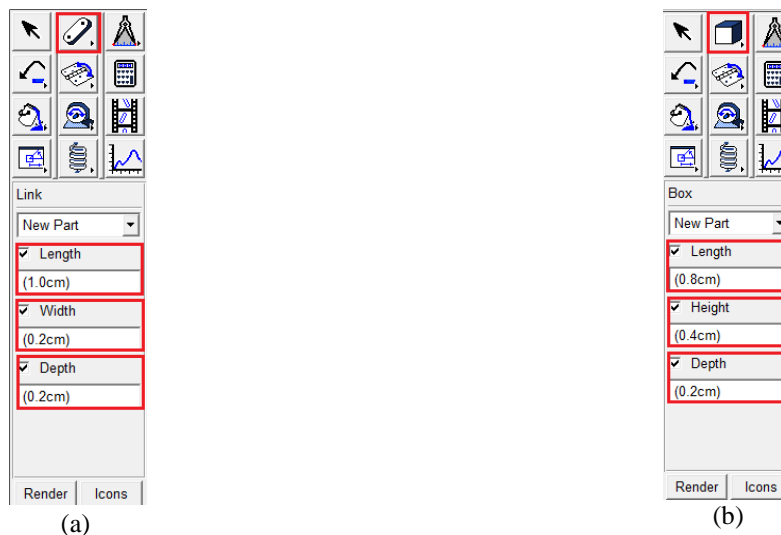 Link
New Part
Length
(1.0cm)
Width
(0.2cm)
Depth
(0.2cm)
Render
Icons
(a)
Box
New Part
Length
(0.8cm)
Height
(0.4cm)
Depth
(0.2cm)
Render
Icons
(b)